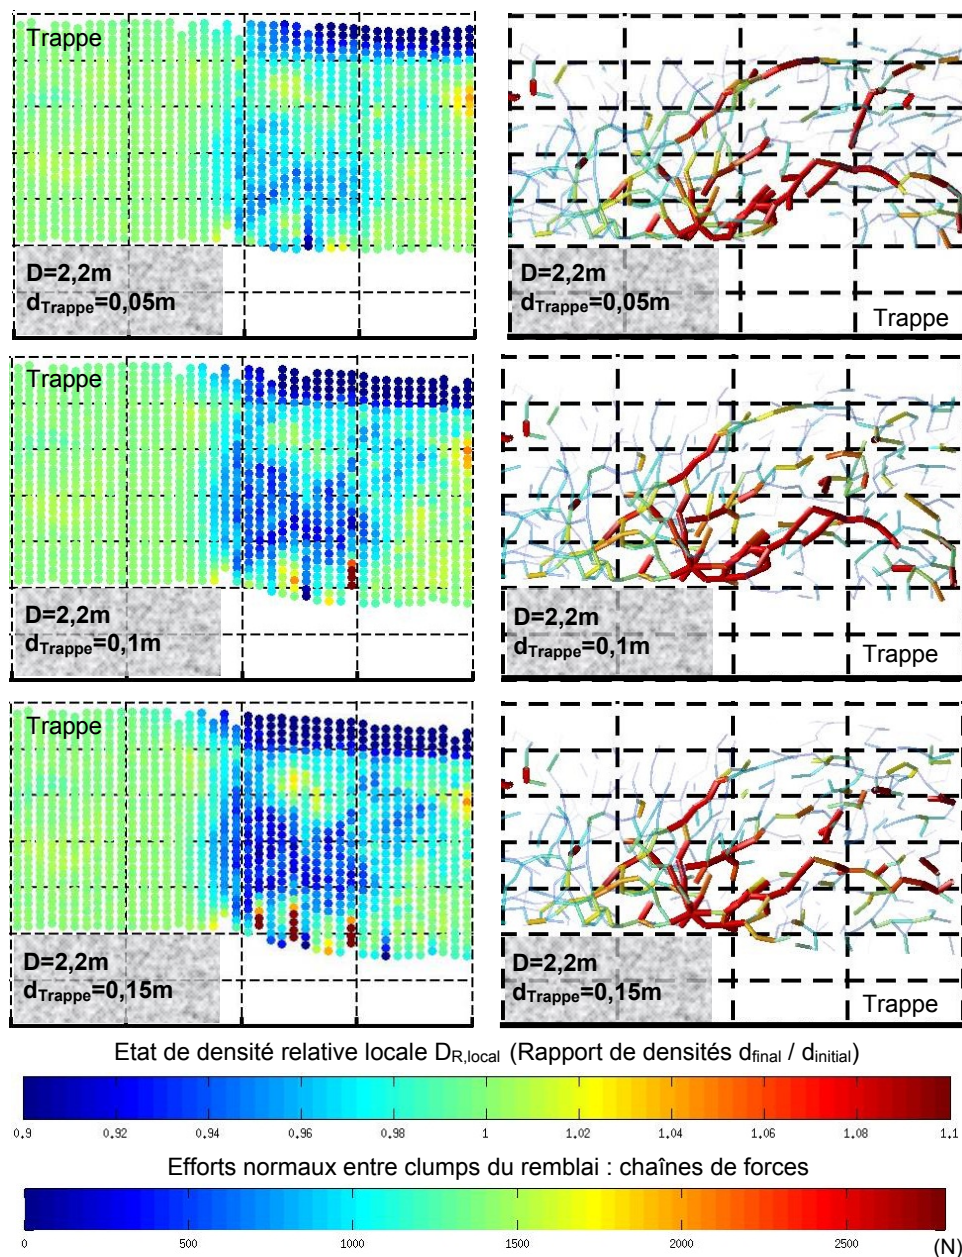 Trappe
D=2,2m
dTrappe=0,05m
D=2,2m
dTrappe=0,05m
Trappe
Trappe
D=2,2m
dTrappe=0,1m
D=2,2m
dTrappe=0,1m
Trappe
Trappe
D=2,2m
dTrappe=0,15m
D=2,2m
dTrappe=0,15m
Trappe
Etat de densité relative locale DR,local (Rapport de densités dfinal / dinitial)
0.9 0.92 0.94 0.96 0.98 1 1.02 1.04 1.06 1.08 1.1
Efforts normaux entre clumps du remblai : chaînes de forces
0 500 1000 1500 2000 2500 (N)